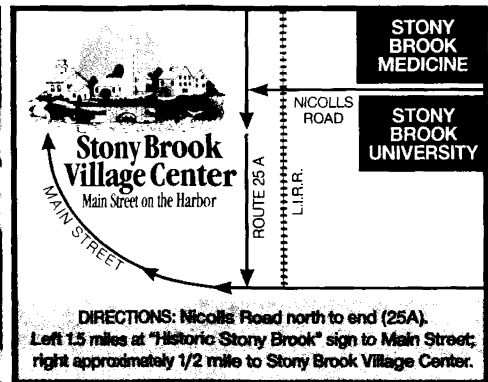 STONY
BROOK
MEDICINE
NICOLLS
ROAD
STONY
BROOK
UNIVERSITY
Stony Brook
Village Center
Main Street on the Harbor
MAIN STREET
ROUTE 25 A
L.I.R.R.
DIRECTIONS: Nicolls Road north to end (25A).
Left 1.5 miles at "Historic Stony Brook" sign to Main Street;
right approximately 1/2 mile to Stony Brook Village Center.